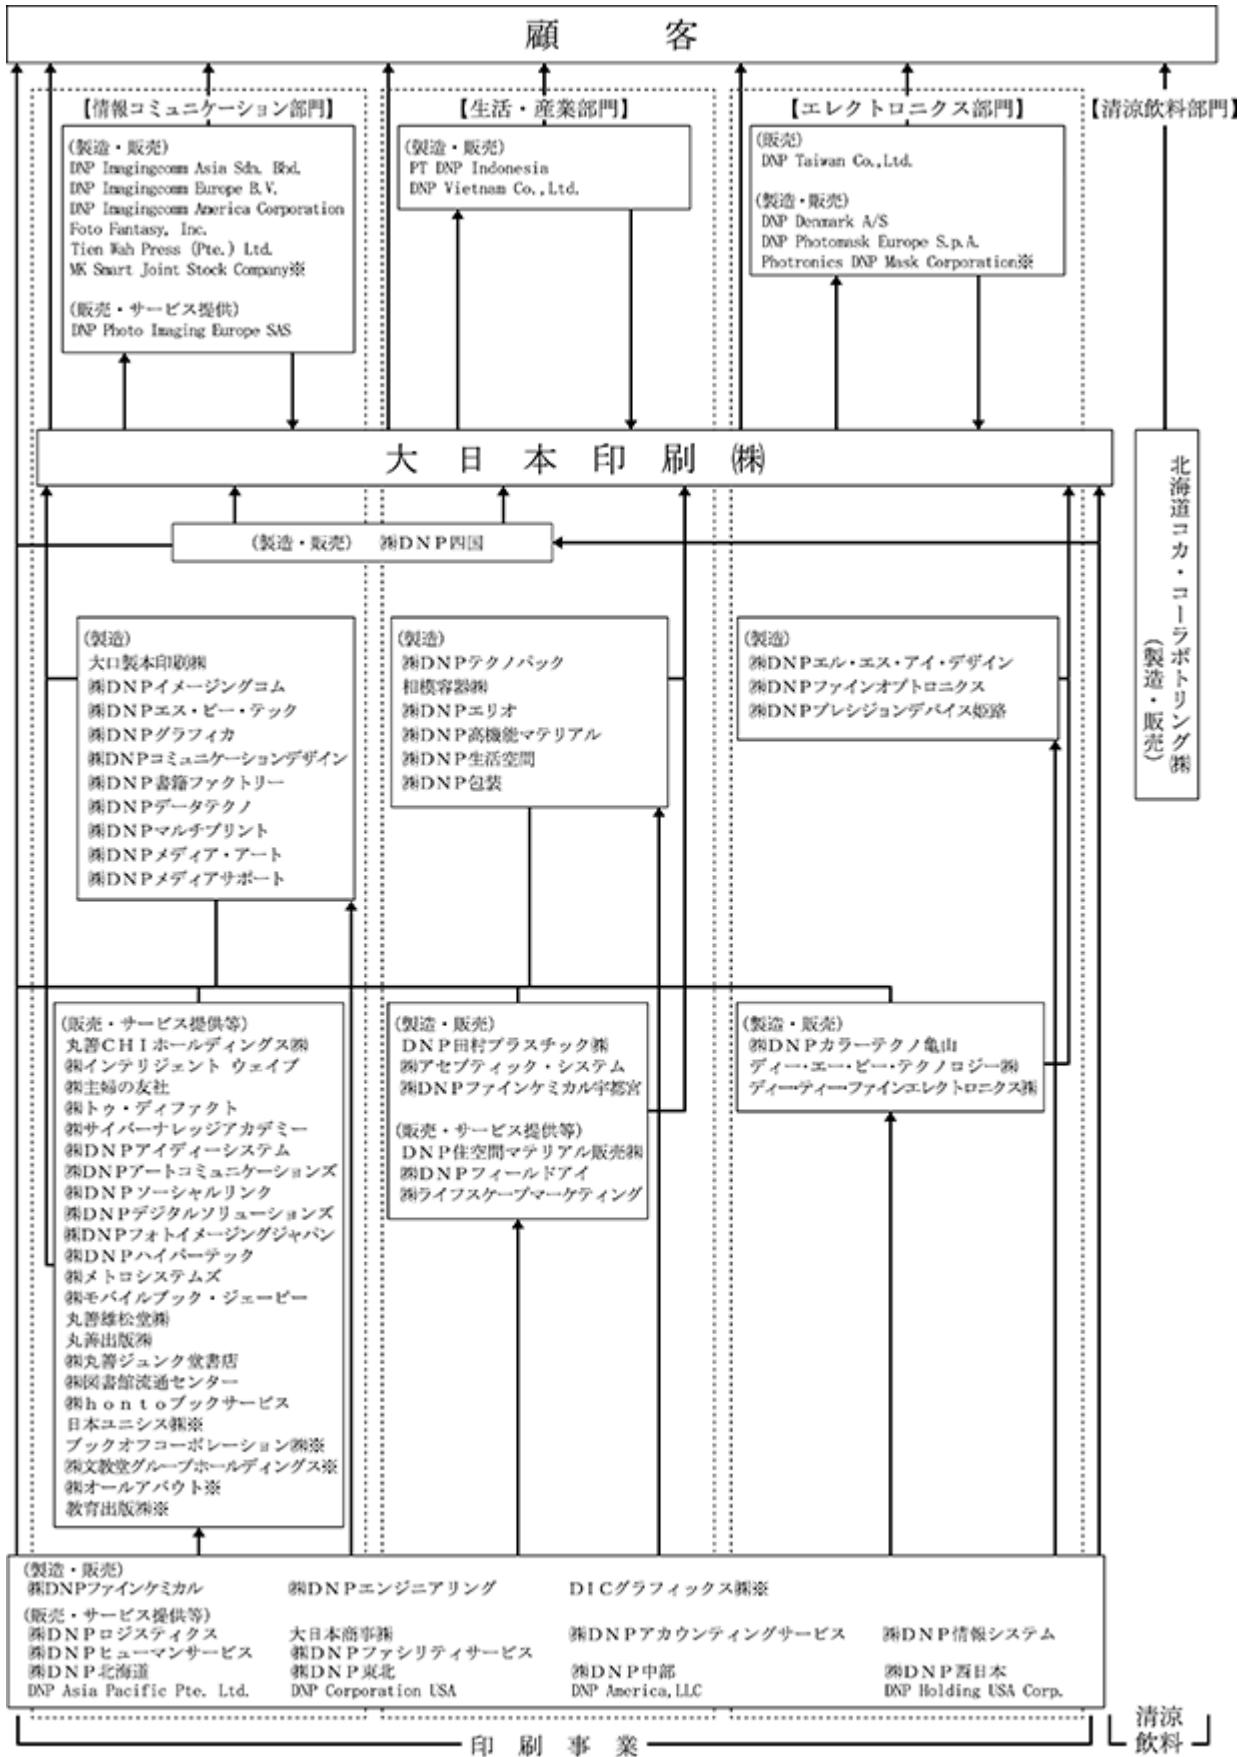 顧客
【情報コミュニケーション部門】
(製造・販売)
DNP Imagingcomm Asia Sdn. Bhd.
DNP Imagingcomm Europe B.V.
DNP Imagingcomm America Corporation
Foto Fantasy, Inc.
Tien Wah Press (Pte.) Ltd.
MK Smart Joint Stock Company※
(販売・サービス提供)
DNP Photo Imaging Europe SAS
【生活・産業部門】
(製造・販売)
PT DNP Indonesia
DNP Vietnam Co.,Ltd.
【エレクトロニクス部門】
(販売)
DNP Taiwan Co.,Ltd.
(製造・販売)
DNP Denmark A/S
DNP Photomask Europe S.p.A.
Photronics DNP Mask Corporation※
【清涼飲料部門】
大日本印刷㈱
北海道コカ・コーラボトリング㈱
(製造・販売)
(製造・販売) ㈱DNP四国
(製造)
大口製本印刷㈱
㈱DNPイメージングコム
㈱DNPエス・ピー・テック
㈱DNPグラフィカ
㈱DNPコミュニケーションデザイン
㈱DNP書籍ファクトリー
㈱DNPデータテクノ
㈱DNPマルチプリント
㈱DNPメディア・アート
㈱DNPメディアサポート
(製造)
㈱DNPテクノパック
相模容器㈱
㈱DNPエリオ
㈱DNP高機能マテリアル
㈱DNP生活空間
㈱DNP包装
(製造)
㈱DNPエル・エス・アイ・デザイン
㈱DNPファインオプトロニクス
㈱DNPプレシジョンデバイス姫路
(販売・サービス提供等)
丸善CHIホールディングス㈱
㈱インテリジェント ウェイブ
㈱主婦の友社
㈱トゥ・ディファクト
㈱サイバーナレッジアカデミー
㈱DNPアイディーシステム
㈱DNPアートコミュニケーションズ
㈱DNPソーシャルリンク
㈱DNPデジタルソリューションズ
㈱DNPフォトイメージングジャパン
㈱DNPハイパーテック
㈱メトロシステムズ
㈱モバイルブック・ジェーピー
丸善雄松堂㈱
丸善出版㈱
㈱丸善ジュンク堂書店
㈱図書館流通センター
㈱hontoブックサービス
日本ユニシス㈱※
ブックオフコーポレーション㈱※
㈱文教堂グループホールディングス※
㈱オールアバウト※
教育出版㈱※
(製造・販売)
DNP田村プラスチック㈱
㈱アセプティック・システム
㈱DNPファインケミカル宇都宮
(販売・サービス提供等)
DNP住空間マテリアル販売㈱
㈱DNPフィールドアイ
㈱ライフスケープマーケティング
(製造・販売)
㈱DNPカラーテクノ亀山
ディー・エー・ピー・テクノロジー㈱
ディー・ティー・ファインエレクトロニクス㈱
(製造・販売)
㈱DNPファインケミカル ㈱DNPエンジニアリング DICグラフィックス㈱※
(販売・サービス提供等)
㈱DNPロジスティクス 大日本商事㈱ ㈱DNPアカウンティングサービス ㈱DNP情報システム
㈱DNPヒューマンサービス ㈱DNPファシリティサービス
㈱DNP北海道 ㈱DNP東北 ㈱DNP中部 ㈱DNP西日本
DNP Asia Pacific Pte. Ltd. DNP Corporation USA DNP America,LLC DNP Holding USA Corp.
印刷事業
清涼
飲料